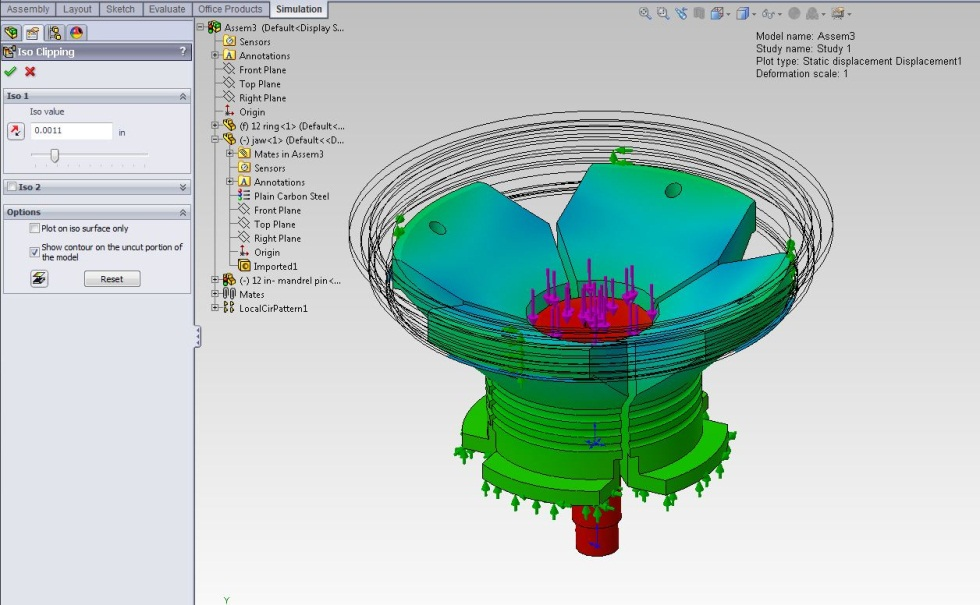 Assembly Layout Sketch Evaluate Office Products Simulation
Iso Clipping ?
Iso 1
Iso value
0.0011 in
Iso 2
Options
Plot on iso surface only
Show contour on the uncut portion of
the model
Reset
Assem3 (Default<Display S...
Sensors
A Annotations
Front Plane
Top Plane
Right Plane
Origin
(f) 12 ring<1> (Default<...
(-) jaw<1> (Default<<D...
Mates in Assem3
Sensors
A Annotations
Plain Carbon Steel
Front Plane
Top Plane
Right Plane
Origin
Imported1
(-) 12 in- mandrel pin<...
Mates
LocalCirPattern1
Model name: Assem3
Study name: Study 1
Plot type: Static displacement Displacement1
Deformation scale: 1
Y